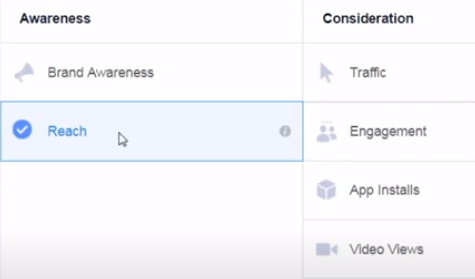 Awareness
Consideration
Brand Awareness
Traffic
Reach
Engagement
App Installs
Video Views